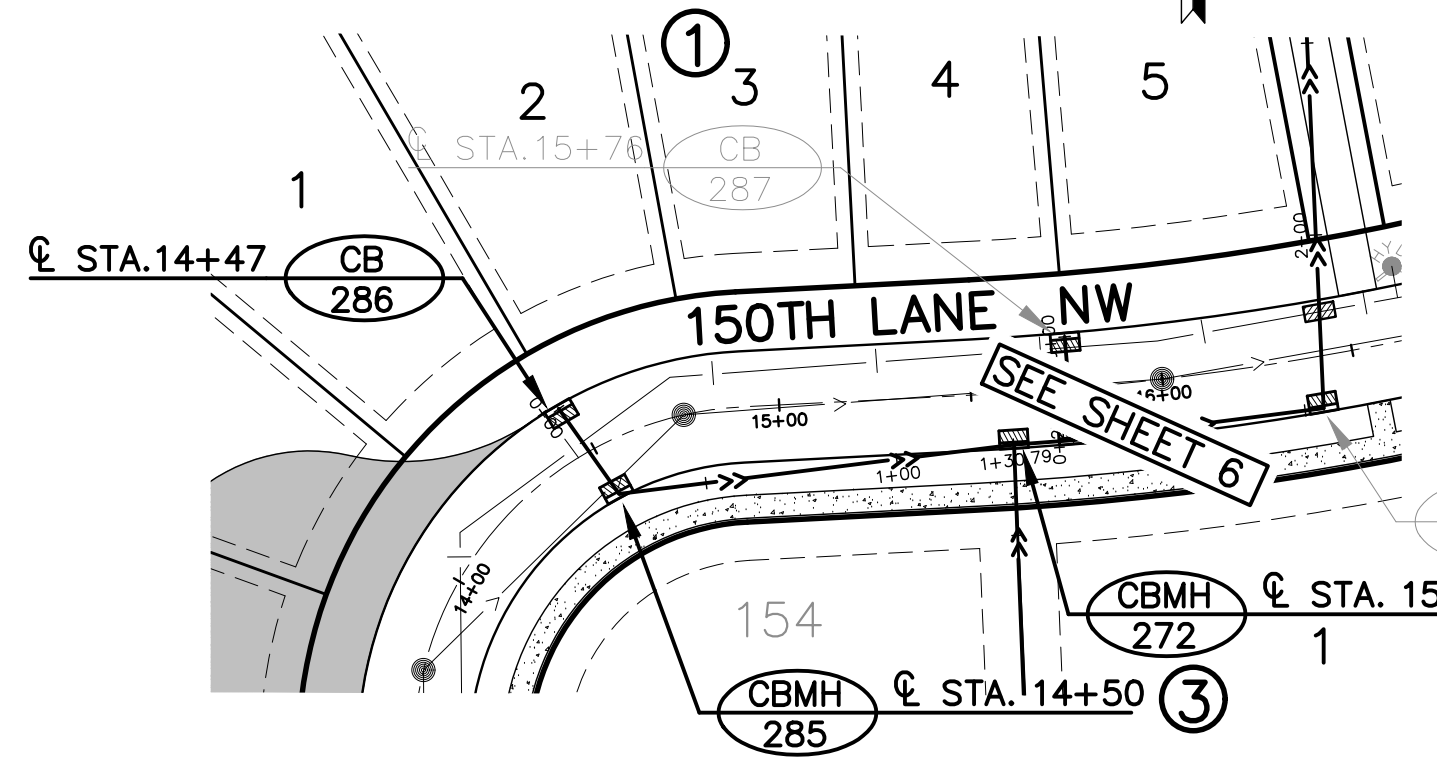 1
2
3
4
5
℄ STA.15+76
CB
287
1
℄ STA.14+47
CB
286
2+00
150TH LANE NW
SEE SHEET 6
15+00
16+00
1+00
1+30.79
14+00
154
CBMH
272
℄ STA. 15
1
CBMH
285
℄ STA. 14+50
3